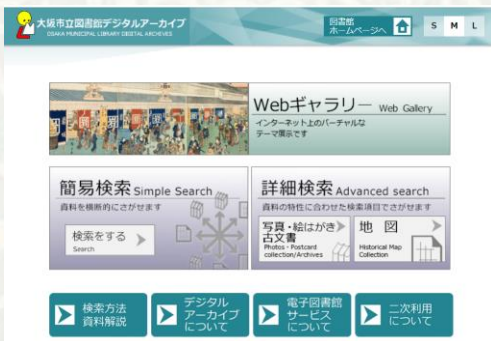 大阪市立図書館デジタルアーカイブ
OSAKA MUNICIPAL LIBRARY DIGITAL ARCHIVES
図書館
ホームページへ
S M L
Webギャラリー Web Gallery
インターネット上のバーチャルな
テーマ展示です
簡易検索 Simple Search
資料を横断的にさがせます
検索をする
Search
詳細検索 Advanced search
資料の特性に合わせた検索項目でさがせます
写真・絵はがき
古文書
Photos・Postcard
collection/Archives
地 図
Historical Map
Collection
検索方法
資料解説
デジタル
アーカイブ
について
電子図書館
サービス
について
二次利用
について